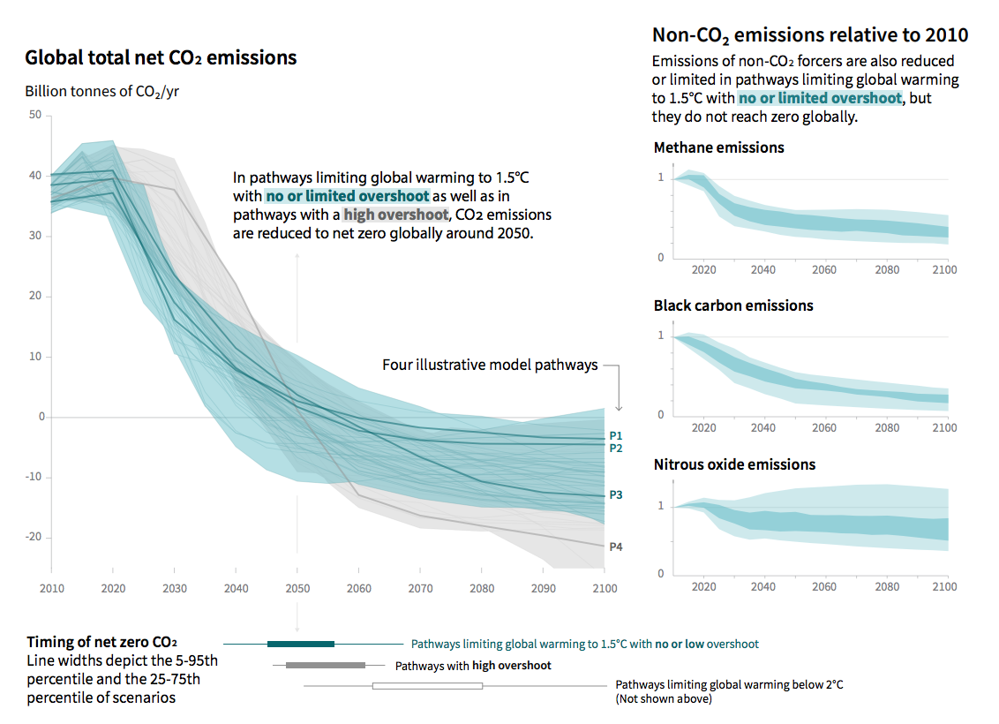 Global total net CO₂ emissions
Billion tonnes of CO₂/yr
50
40
30
20
10
0
-10
-20
2010 2020 2030 2040 2050 2060 2070 2080 2090 2100
In pathways limiting global warming to 1.5°C
with no or limited overshoot as well as in
pathways with a high overshoot, CO2 emissions
are reduced to net zero globally around 2050.
Four illustrative model pathways
P1
P2
P3
P4
Non-CO₂ emissions relative to 2010
Emissions of non-CO₂ forcers are also reduced
or limited in pathways limiting global warming
to 1.5°C with no or limited overshoot, but
they do not reach zero globally.
Methane emissions
1
0
2020 2040 2060 2080 2100
Black carbon emissions
1
0
2020 2040 2060 2080 2100
Nitrous oxide emissions
1
0
2020 2040 2060 2080 2100
Timing of net zero CO₂
Line widths depict the 5-95th
percentile and the 25-75th
percentile of scenarios
Pathways limiting global warming to 1.5°C with no or low overshoot
Pathways with high overshoot
Pathways limiting global warming below 2°C
(Not shown above)